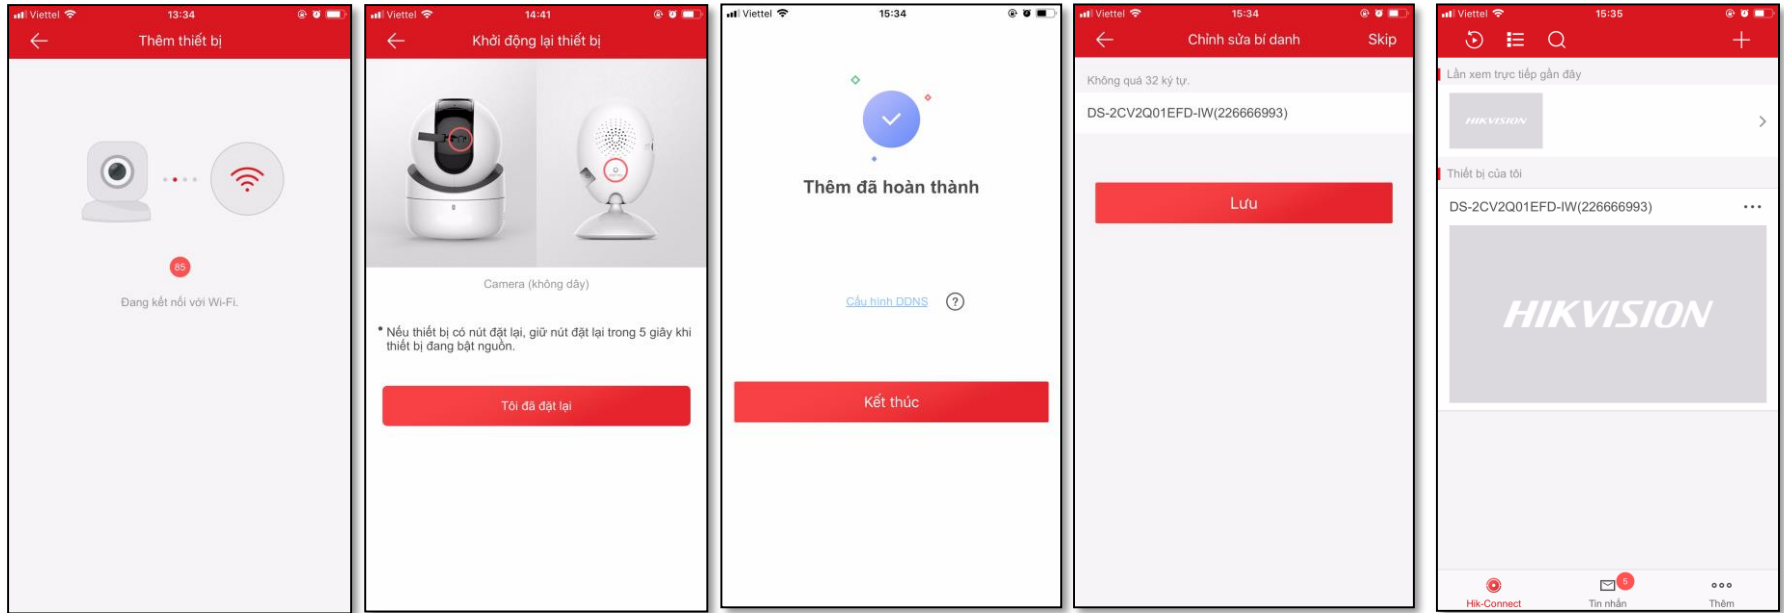 Viettel 13:34
Thêm thiết bị
85
Đang kết nối với Wi-Fi.
Viettel 14:41
Khởi động lại thiết bị
Camera (không dây)
• Nếu thiết bị có nút đặt lại, giữ nút đặt lại trong 5 giây khi
thiết bị đang bật nguồn.
Tôi đã đặt lại
Viettel 15:34
Thêm đã hoàn thành
Cấu hình DDNS ?
Kết thúc
Viettel 15:34
Chỉnh sửa bí danh Skip
Không quá 32 ký tự.
DS-2CV2Q01EFD-IW(226666993)
Lưu
Viettel 15:35
Lần xem trực tiếp gần đây
HIKVISION
Thiết bị của tôi
DS-2CV2Q01EFD-IW(226666993)
HIKVISION
5
Hik-Connect Tin nhắn Thêm